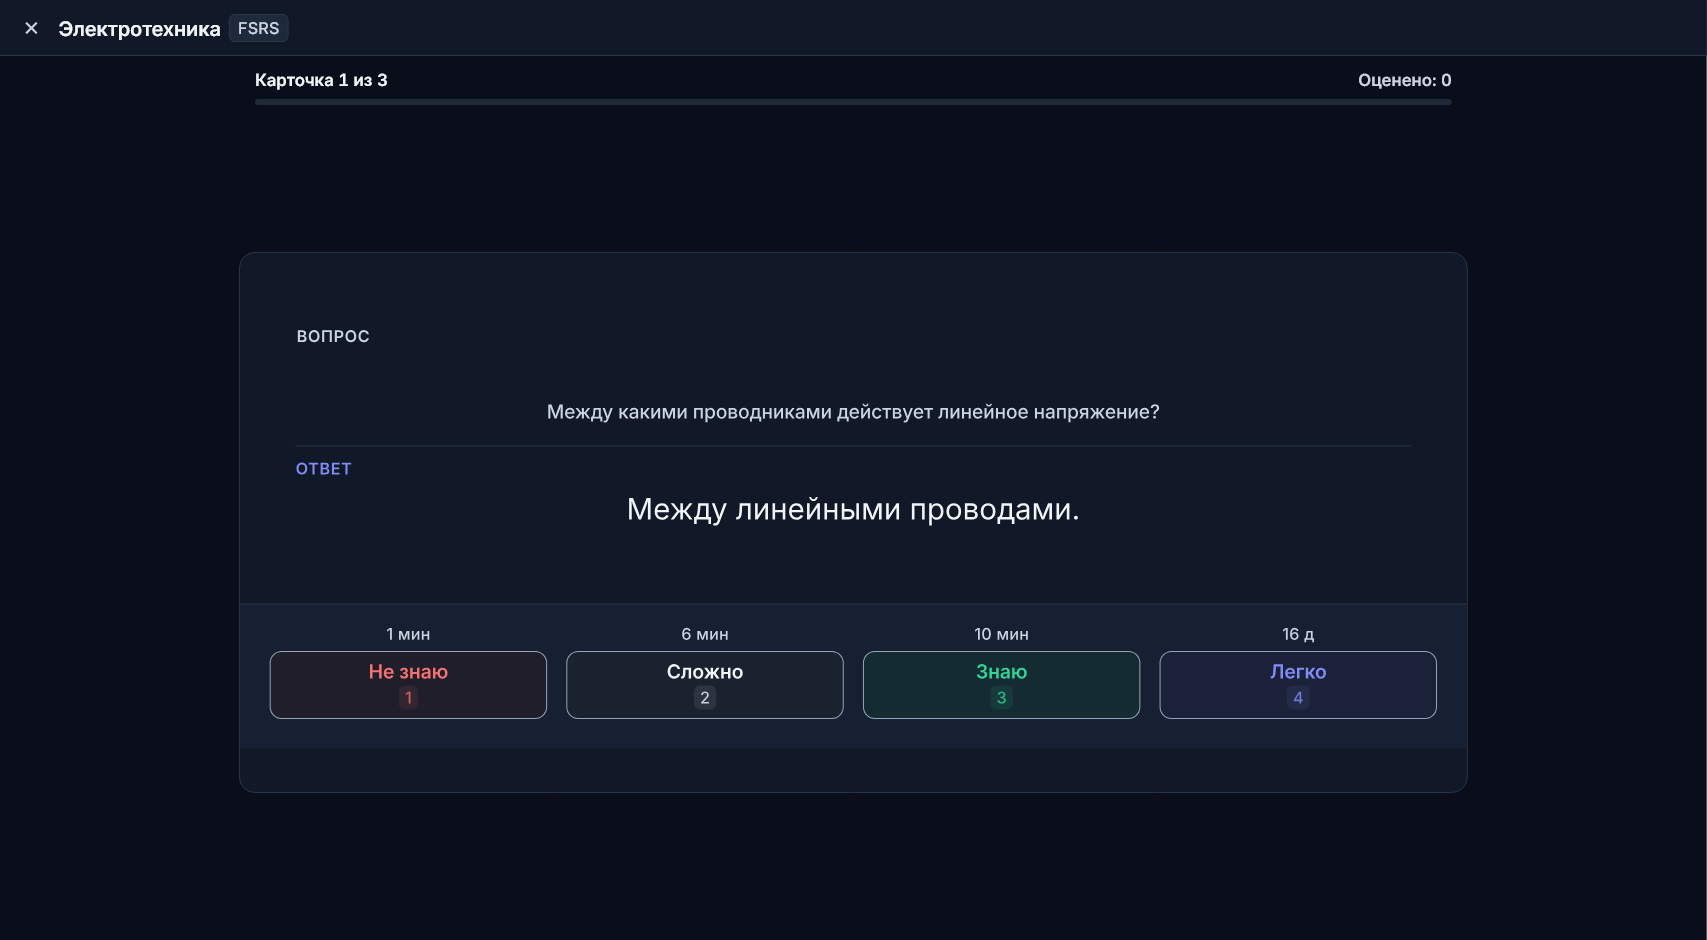 ✕ Электротехника FSRS
Карточка 1 из 3 Оценено: 0
ВОПРОС
Между какими проводниками действует линейное напряжение?
ОТВЕТ
Между линейными проводами.
1 мин 6 мин 10 мин 16 д
Не знаю Сложно Знаю Легко
1 2 3 4